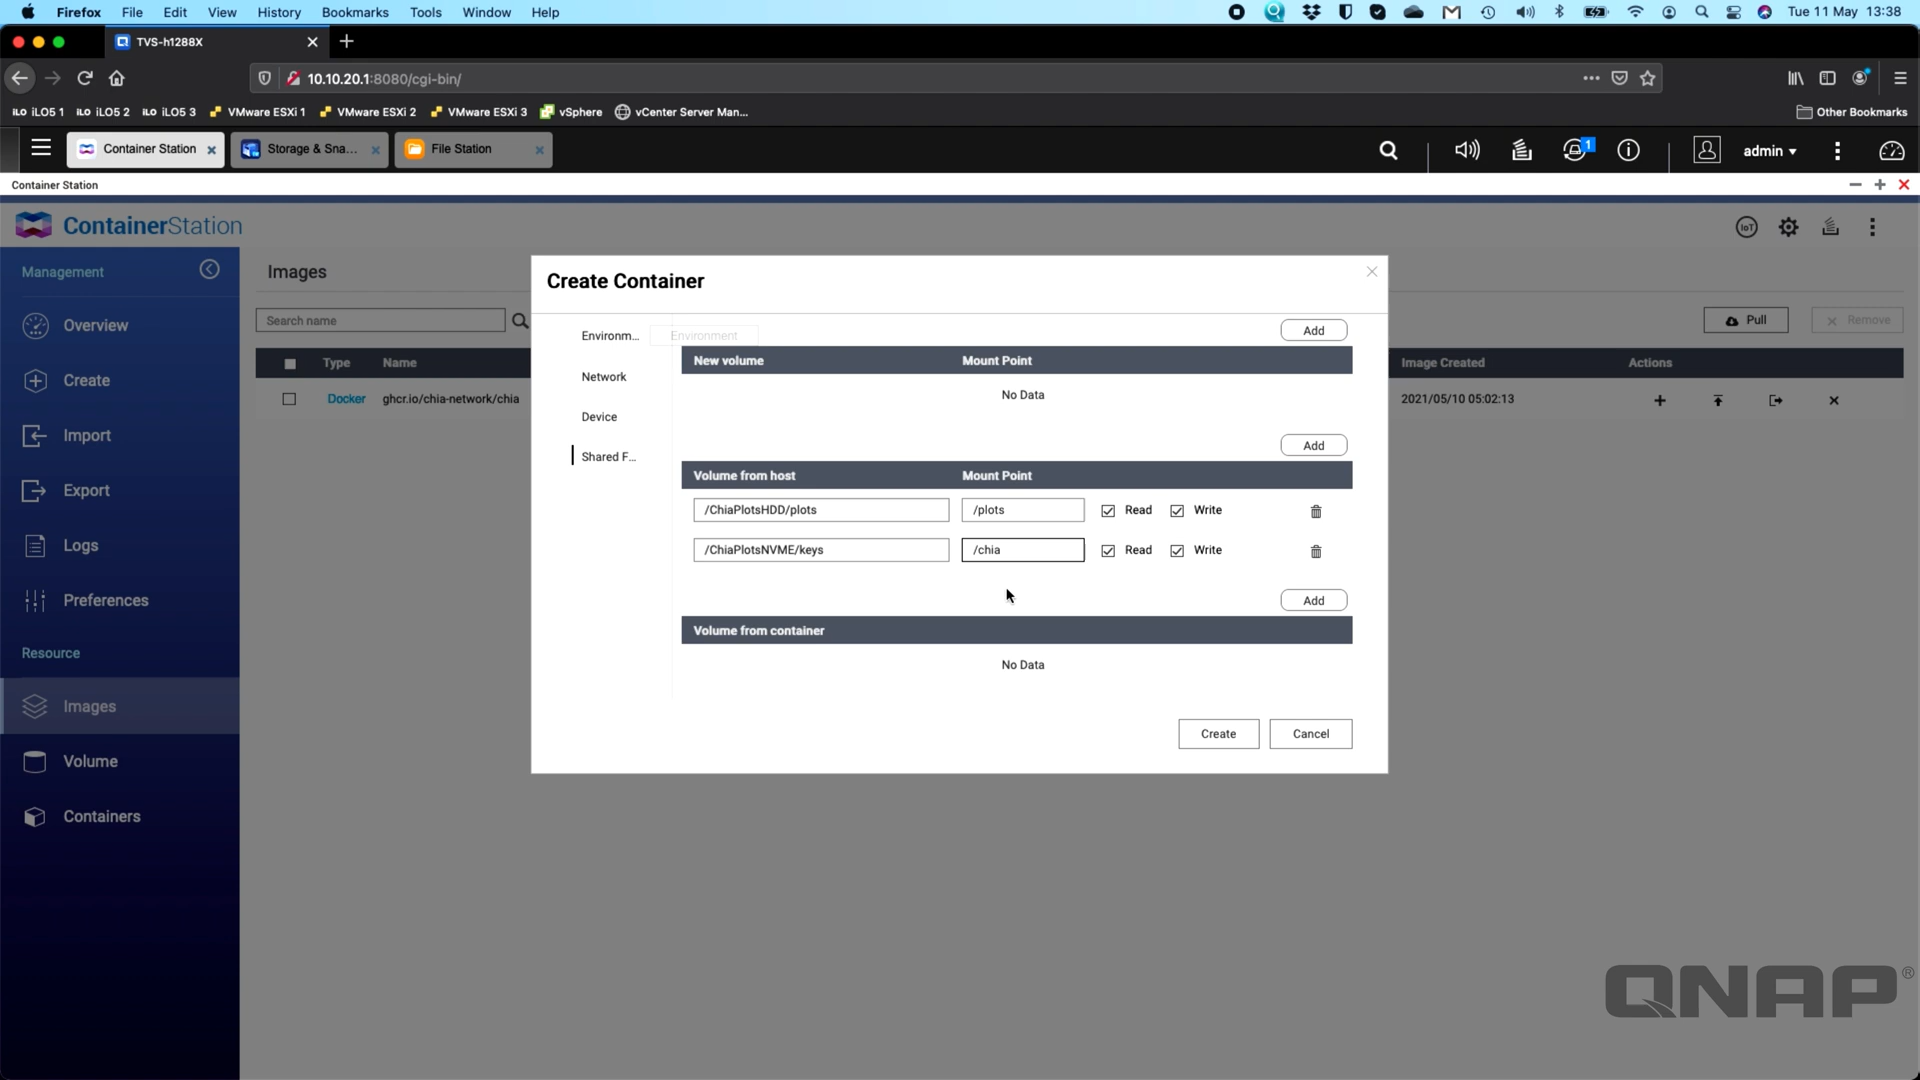 Firefox File Edit View History Bookmarks Tools Window Help
Tue 11 May 13:38
TVS-h1288X
10.10.20.1:8080/cgi-bin/
iLO iLO5 1 iLO iLO5 2 iLO iLO5 3 VMware ESXi 1 VMware ESXi 2 VMware ESXi 3 vSphere vCenter Server Man... Other Bookmarks
Container Station Storage & Sna... File Station 1 admin
Container Station
ContainerStation
IoT
Management
Overview
Create
Import
Export
Logs
Preferences
Resource
Images
Volume
Containers
Images
Search name
Pull Remove
Type Name Image Created Actions
Docker ghcr.io/chia-network/chia 2021/05/10 05:02:13
Create Container
Environm...
Environment
Network
Device
Shared F...
Add
New volume Mount Point
No Data
Add
Volume from host Mount Point
/ChiaPlotsHDD/plots /plots Read Write
/ChiaPlotsNVME/keys /chia Read Write
Add
Volume from container
No Data
Create Cancel
QNAP®